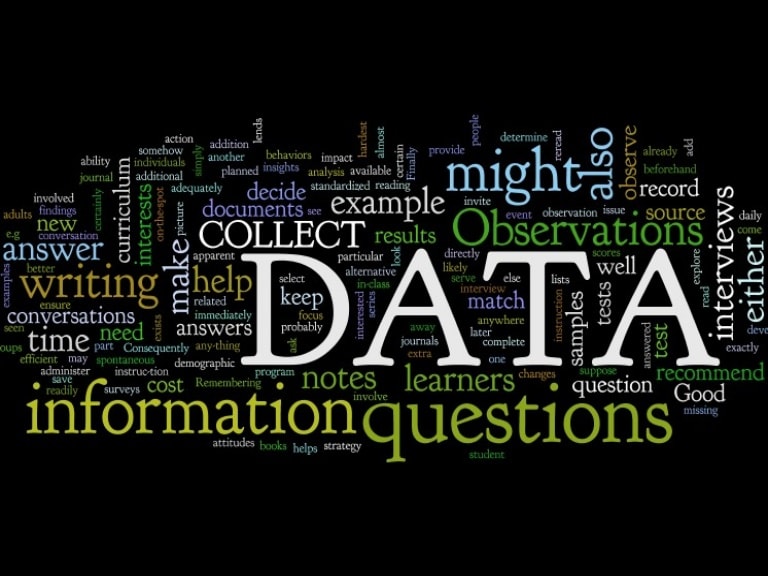 action
lends
hardest
almost
people
somehow
simply
addition
certain
Finally
provide
determine
reread
also
observe
already
add
ability
individuals
another
behaviors
impact
available
might
beforehand
journal
additional
planned
insights
analysis
standardized
reading
invite
record
curriculum
adequately
decide
involved
certainly
interests
on-the-spot
picture
documents
see
example
event
observation
issue
source
daily
adults
findings
e.g
new
conversation
COLLECT
results
Observations
come
interviews
either
answer
make
apparent
look
particular
directly
scores
well
explore
better
writing
help
DATA
select
alternative
likely
else
lists
examples
ensure
related
keep
in-class
serve
interview
tests
read
conversations
immediately
focus
interested
series
match
instruction
samples
seen
time
need
exists
answers
probably
away
anywhere
later
answered
test
oups
part
Consequently
any-thing
ask
journals
complete
exactly
efficient
may
spontaneous
demographic
extra
one
administer
instruc-tion
program
notes
learners
changes
suppose
recommend
save
cost
Remembering
question
Good
readily
surveys
involve
information
questions
missing
attitudes
books
helps
strategy
student